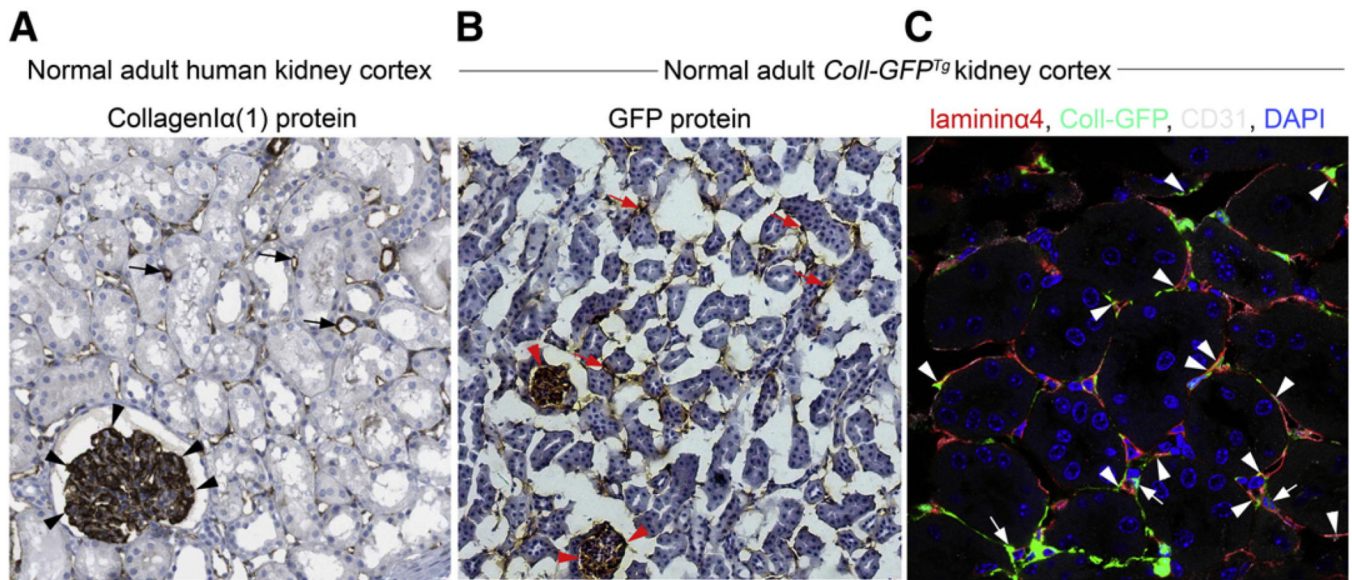 A
B
C
Normal adult human kidney cortex
Normal adult Coll-GFPTg kidney cortex
CollagenIα(1) protein
GFP protein
lamininα4, Coll-GFP, CD31, DAPI